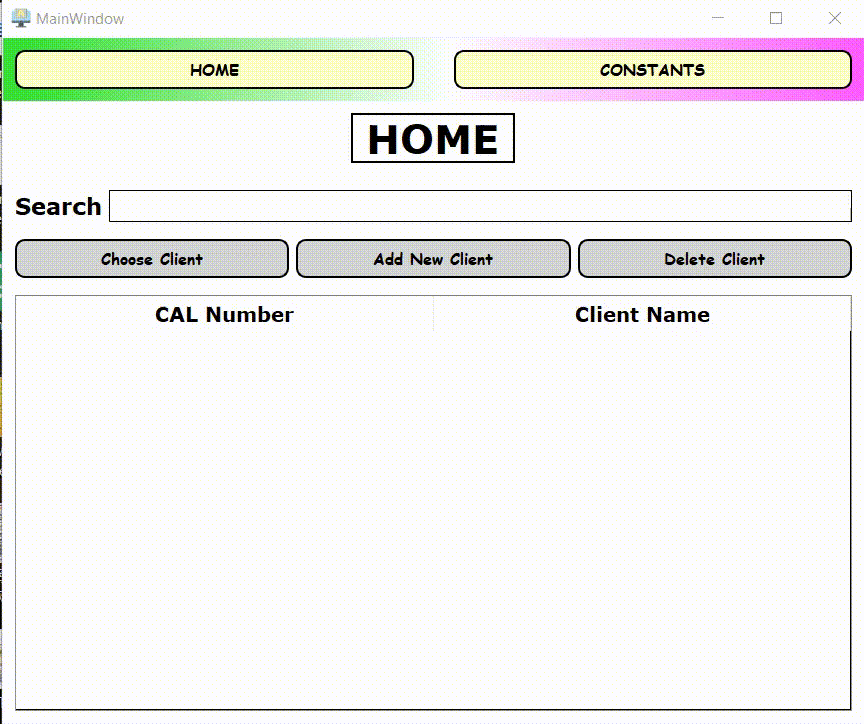 MainWindow
HOME CONSTANTS
HOME
Search
Choose Client Add New Client Delete Client
CAL Number Client Name